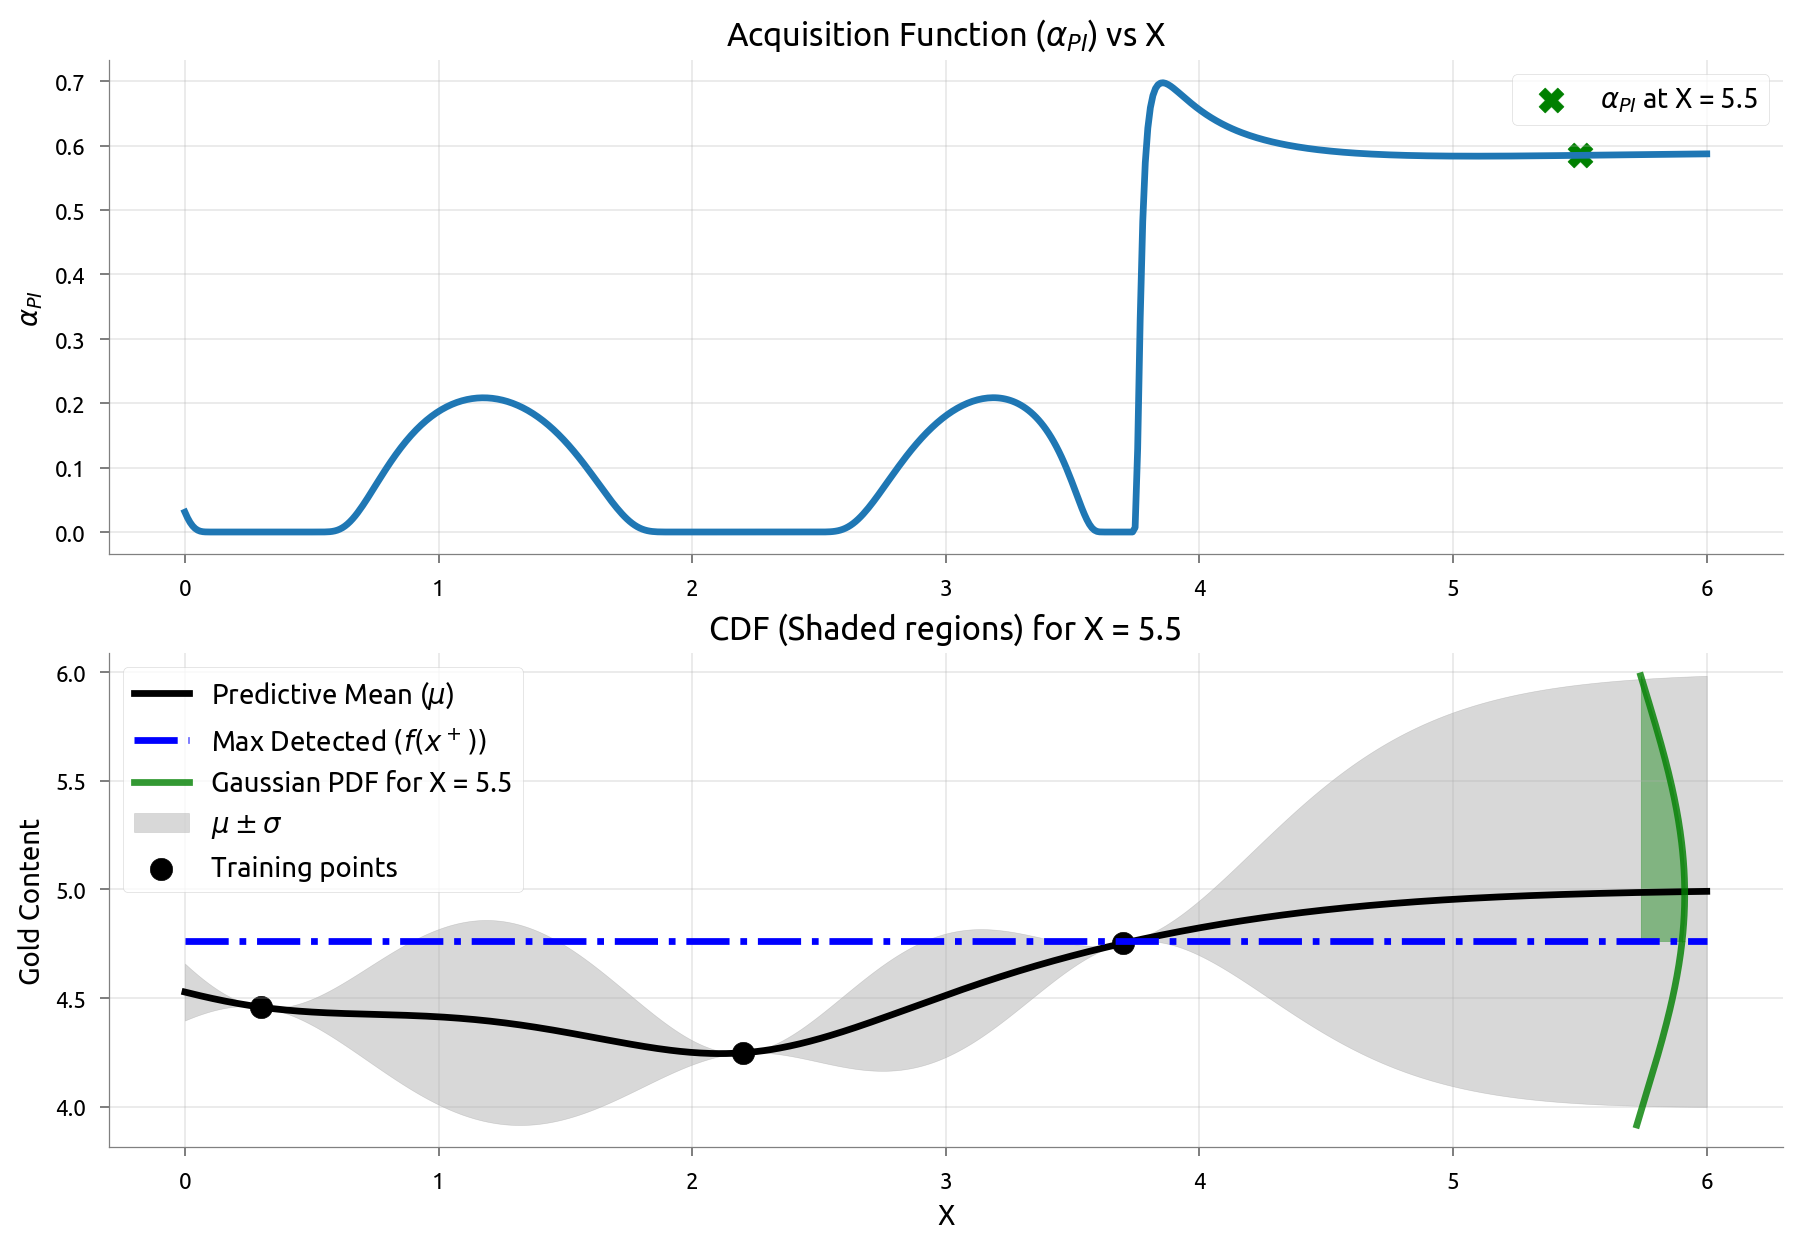 Acquisition Function (α_PI) vs X
0.7
0.6
0.5
0.4
0.3
0.2
0.1
0.0
α_PI
α_PI at X = 5.5
0 1 2 3 4 5 6
CDF (Shaded regions) for X = 5.5
6.0
5.5
5.0
4.5
4.0
Gold Content
Predictive Mean (μ)
Max Detected (f(x⁺))
Gaussian PDF for X = 5.5
μ ± σ
Training points
0 1 2 3 4 5 6
X